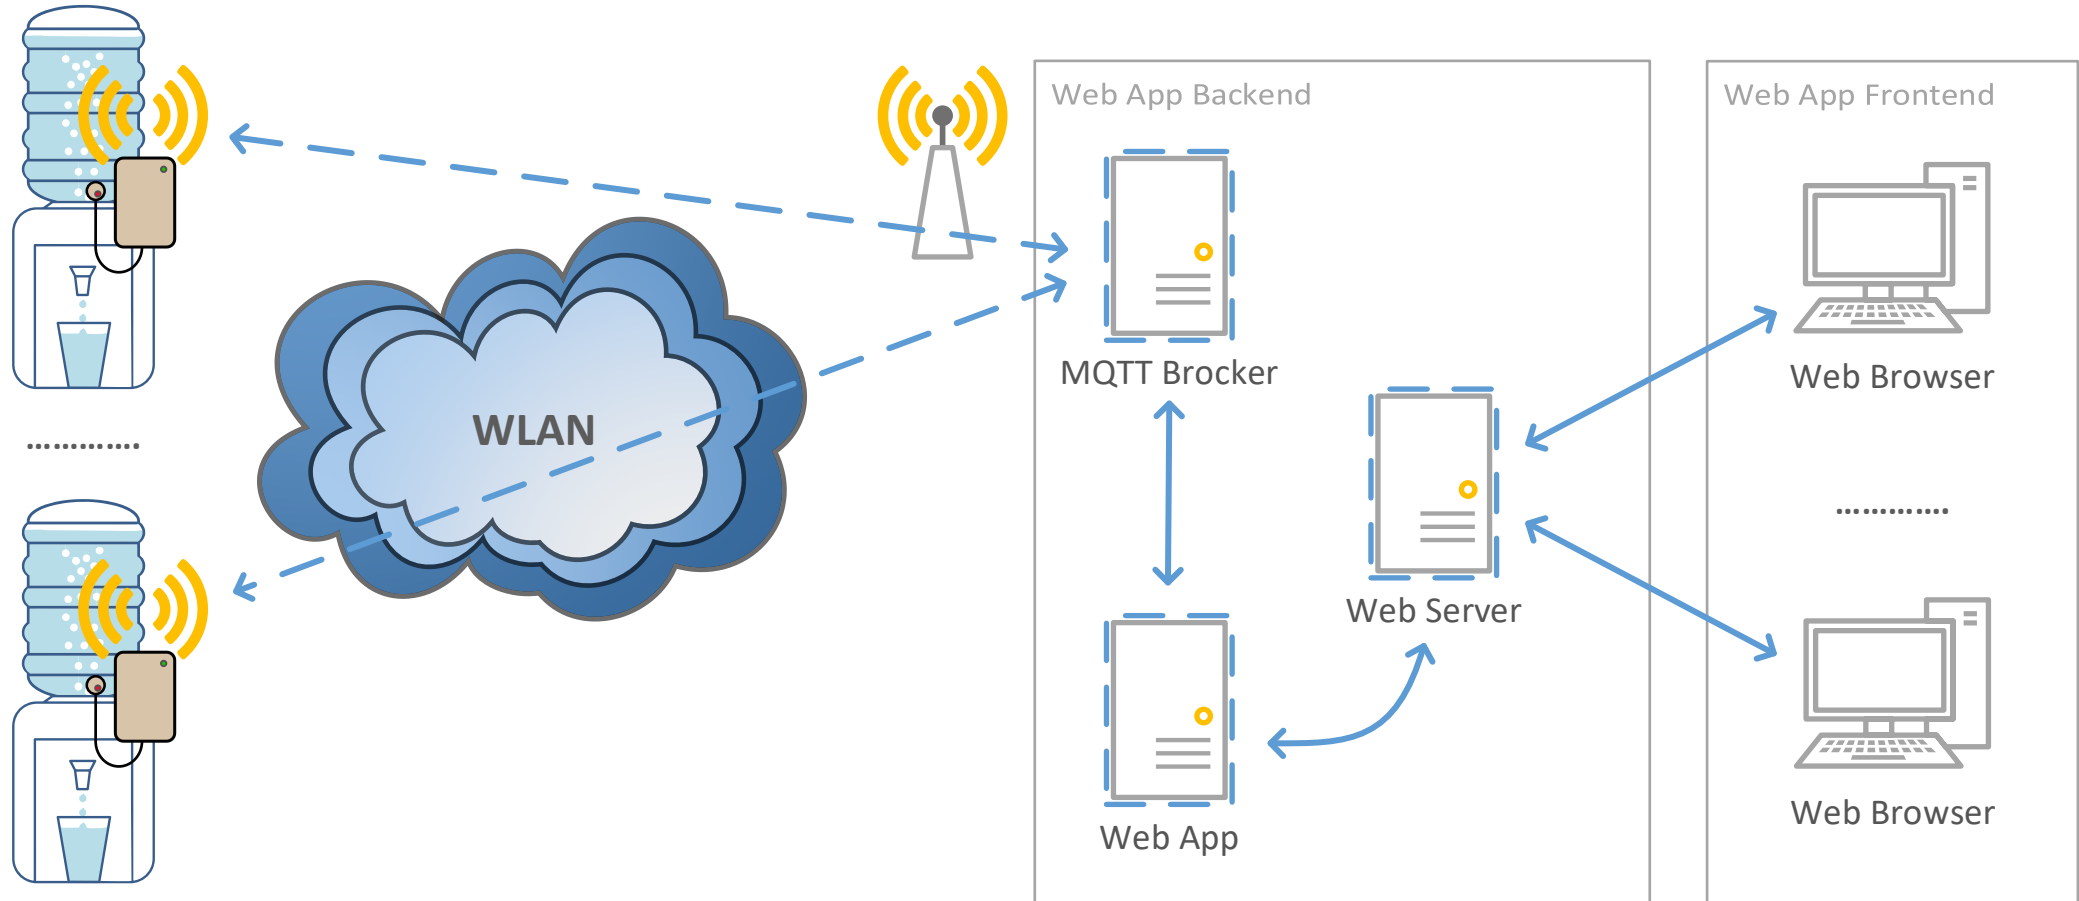 Web App Backend
Web App Frontend
MQTT Brocker
Web Browser
WLAN
..............
..............
Web Server
Web App
Web Browser